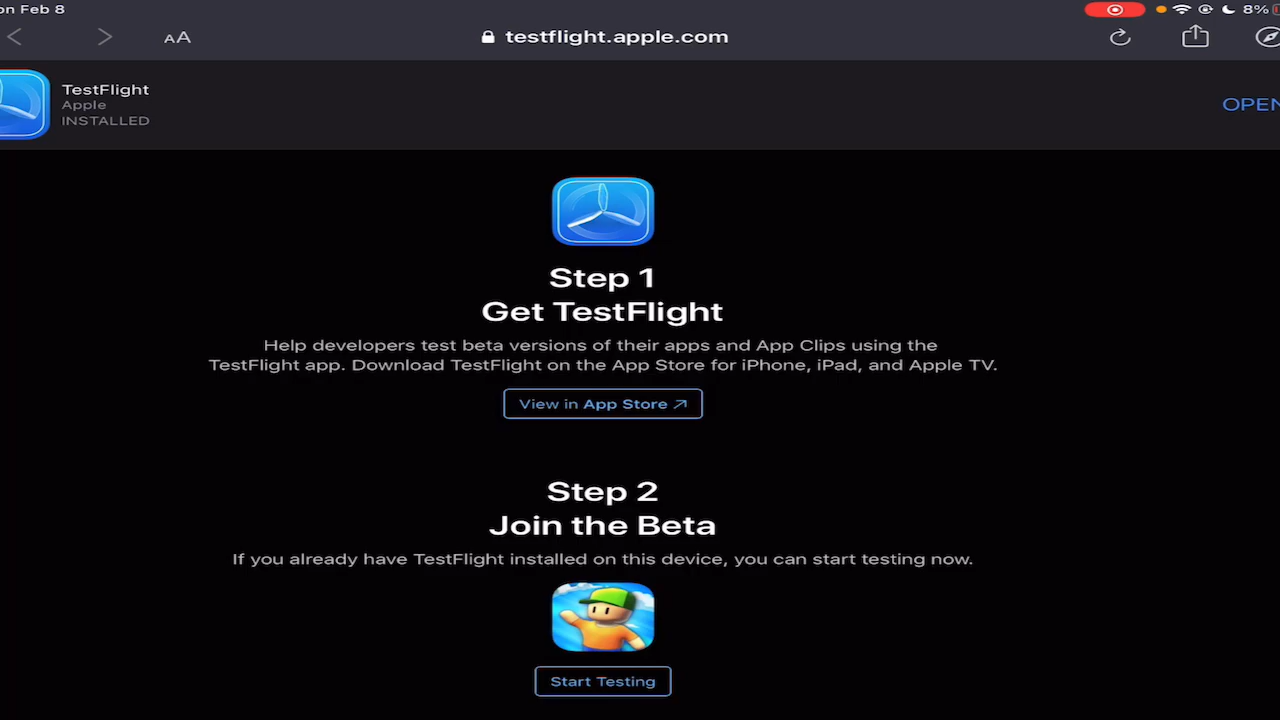 on Feb 8
8%
AA
testflight.apple.com
TestFlight
Apple
INSTALLED
OPEN
Step 1
Get TestFlight
Help developers test beta versions of their apps and App Clips using the
TestFlight app. Download TestFlight on the App Store for iPhone, iPad, and Apple TV.
View in App Store ↗
Step 2
Join the Beta
If you already have TestFlight installed on this device, you can start testing now.
Start Testing